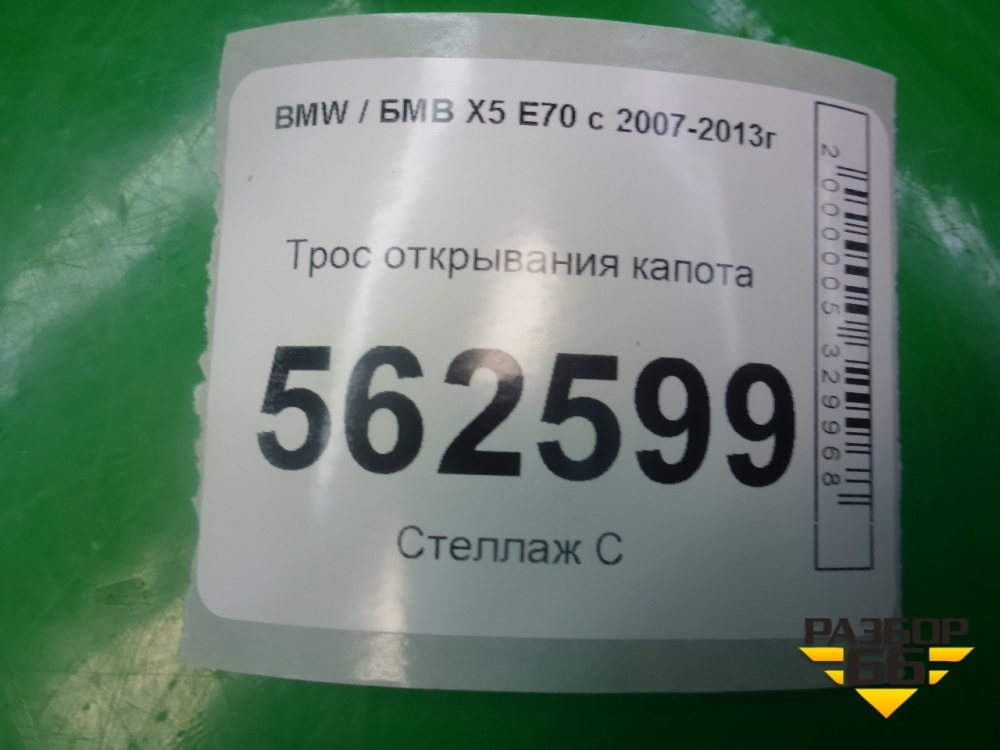 BMW / БМВ X5 E70 с 2007-2013г
Трос открывания капота
562599
Стеллаж С
2000005329968
РАЗБОР
66